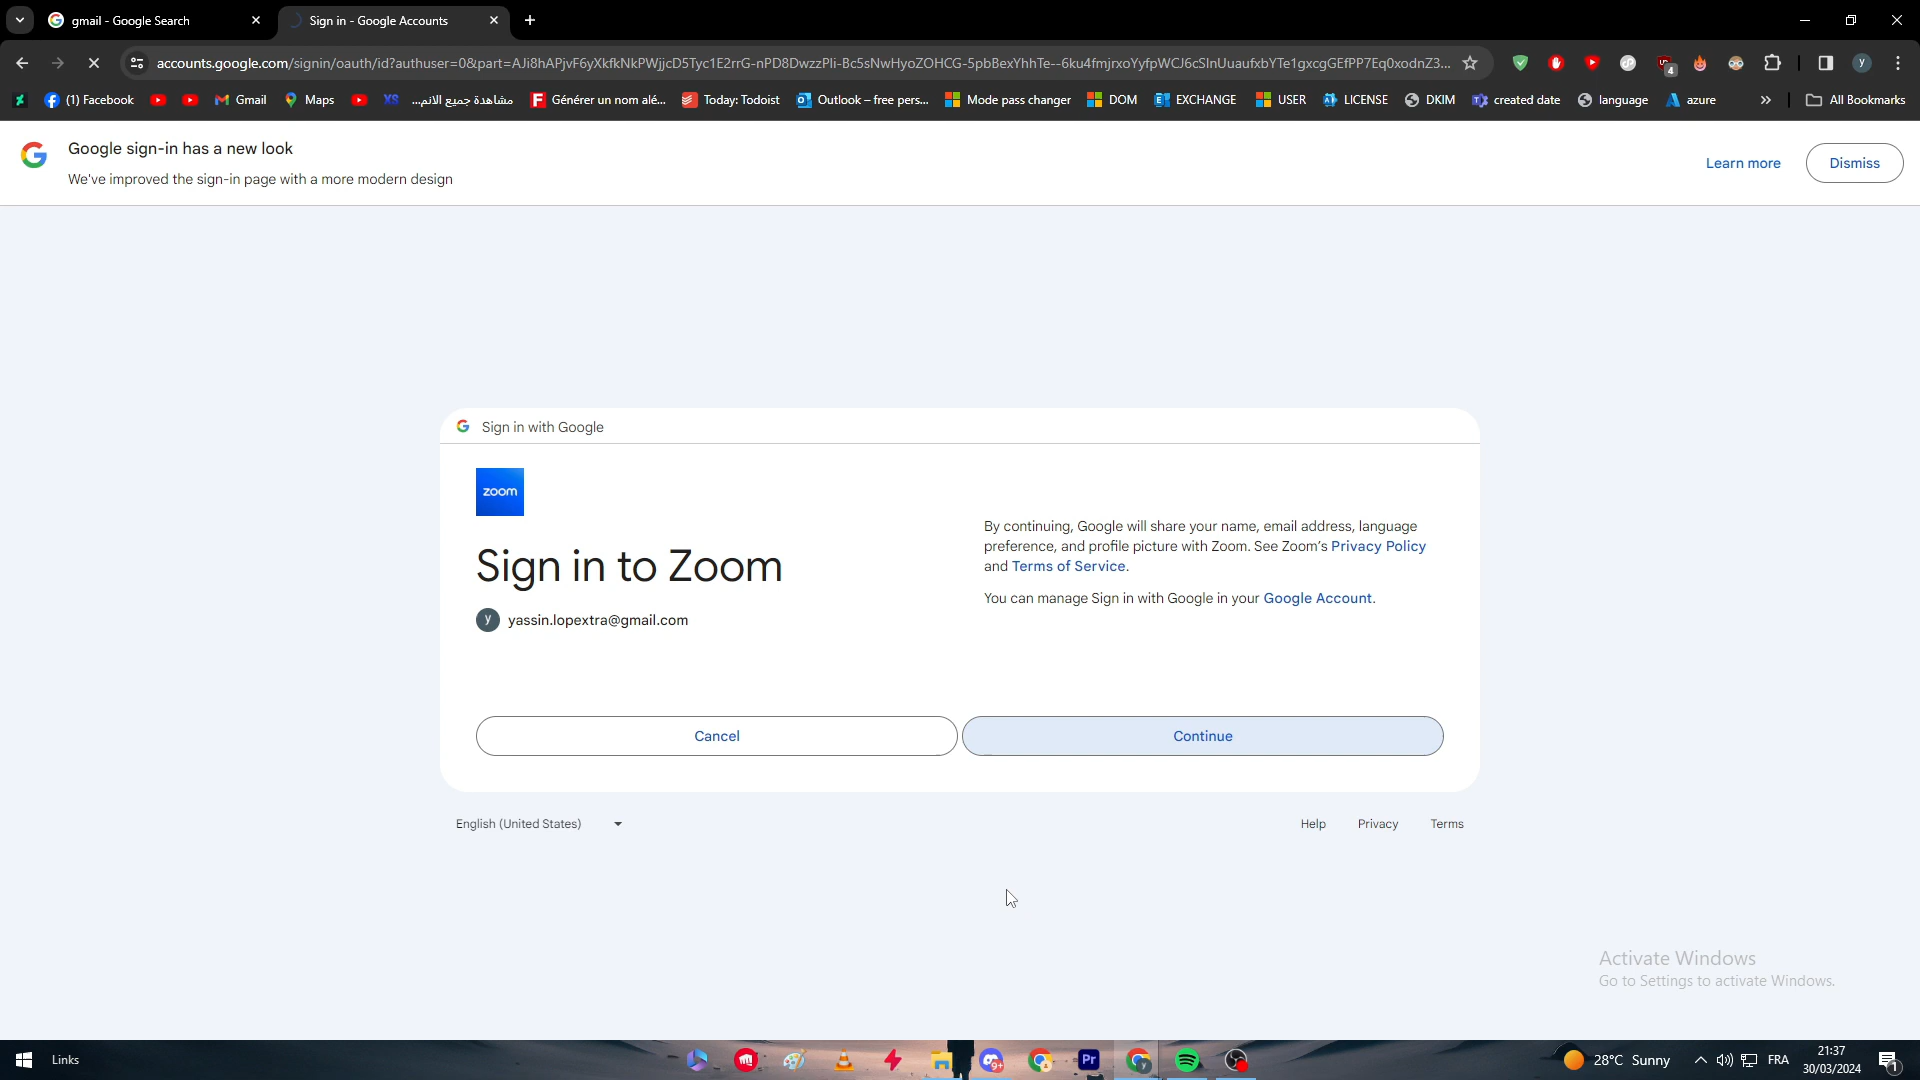 gmail - Google Search
Sign in - Google Accounts
accounts.google.com/signin/oauth/id?authuser=0&part=AJi8hAPjvF6yXkfkNkPWjjcD5Tyc1E2rrG-nPD8DwzzPli-Bc5sNwHyoZOHCG-5pbBexYhhTe--6ku4fmjrxoYyfpWCJ6cSlnUuaufxbYTe1gxcgGEfPP7Eq0xodnZ3...
4
y
(1) Facebook
Gmail
Maps
XS
مشاهدة جميع الانم...
Générer un nom alé...
Today: Todoist
Outlook – free pers...
Mode pass changer
DOM
EXCHANGE
USER
LICENSE
DKIM
created date
language
azure
All Bookmarks
Google sign-in has a new look
We've improved the sign-in page with a more modern design
Learn more
Dismiss
Sign in with Google
zoom
Sign in to Zoom
y yassin.lopextra@gmail.com
By continuing, Google will share your name, email address, language
preference, and profile picture with Zoom. See Zoom's Privacy Policy
and Terms of Service.
You can manage Sign in with Google in your Google Account.
Cancel
Continue
English (United States)
Help
Privacy
Terms
Activate Windows
Go to Settings to activate Windows.
Links
9+
Pr
28°C Sunny
FRA
21:37
30/03/2024
1